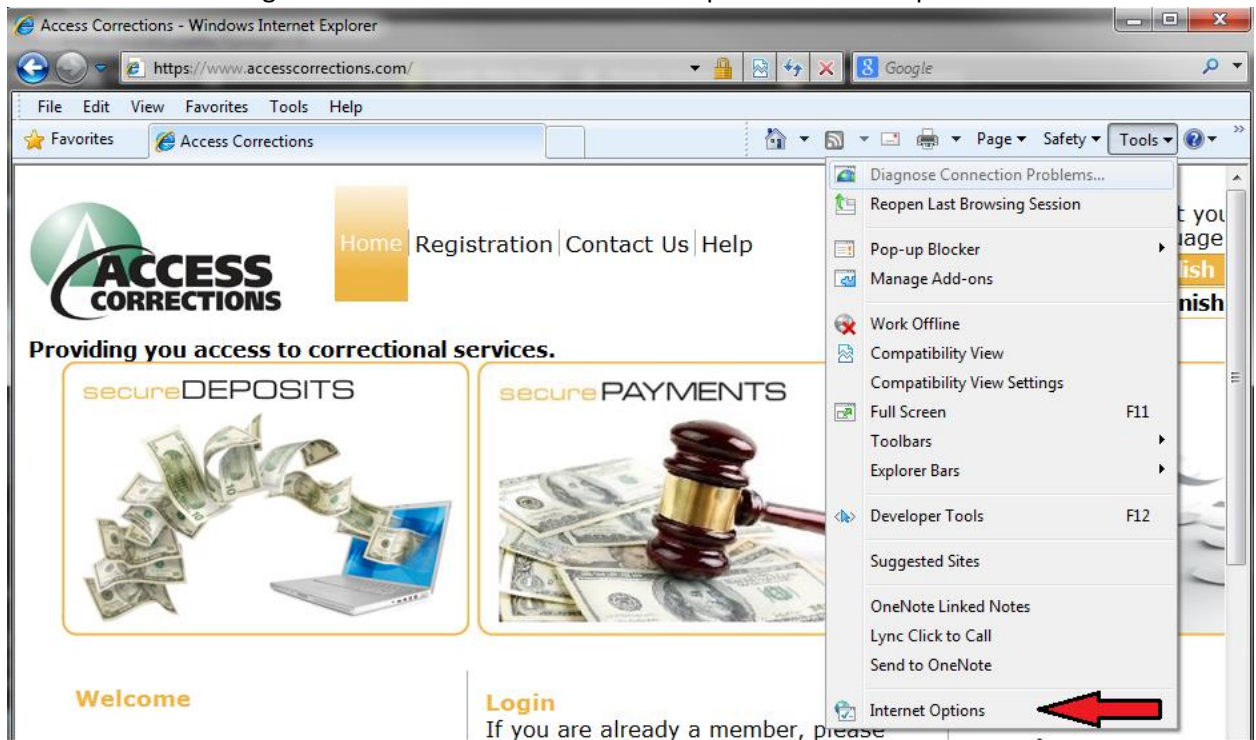 Access Corrections - Windows Internet Explorer
https://www.accesscorrections.com/
Google
File Edit View Favorites Tools Help
Favorites Access Corrections Page Safety Tools
Diagnose Connection Problems...
Reopen Last Browsing Session
Pop-up Blocker
Manage Add-ons
Work Offline
Compatibility View
Compatibility View Settings
Full Screen F11
Toolbars
Explorer Bars
Developer Tools F12
Suggested Sites
OneNote Linked Notes
Lync Click to Call
Send to OneNote
Internet Options
ACCESS
CORRECTIONS
Home Registration Contact Us Help
Providing you access to correctional services.
secureDEPOSITS
securePAYMENTS
Welcome
Login
If you are already a member, please